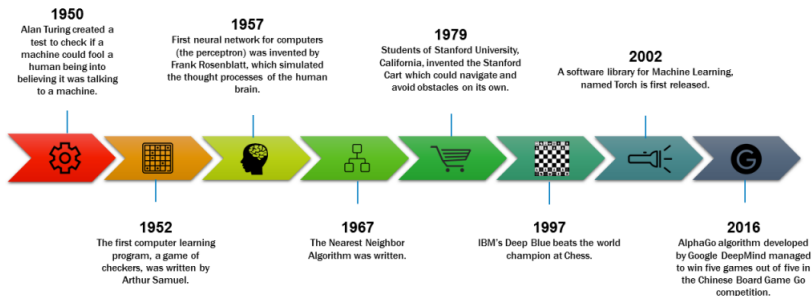 1950
Alan Turing created a
test to check if a
machine could fool a
human being into
believing it was talking
to a machine.
1952
The first computer learning
program, a game of
checkers, was written by
Arthur Samuel.
1957
First neural network for computers
(the perceptron) was invented by
Frank Rosenblatt, which simulated
the thought processes of the human
brain.
1967
The Nearest Neighbor
Algorithm was written.
1979
Students of Stanford University,
California, invented the Stanford
Cart which could navigate and
avoid obstacles on its own.
1997
IBM's Deep Blue beats the world
champion at Chess.
2002
A software library for Machine Learning,
named Torch is first released.
2016
AlphaGo algorithm developed
by Google DeepMind managed
to win five games out of five in
the Chinese Board Game Go
competition.